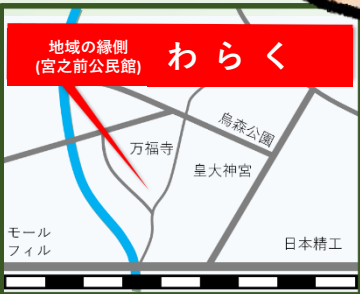 地域の縁側
(宮之前公民館)
わらく
烏森公園
万福寺
皇大神宮
モール
フィル
日本精工